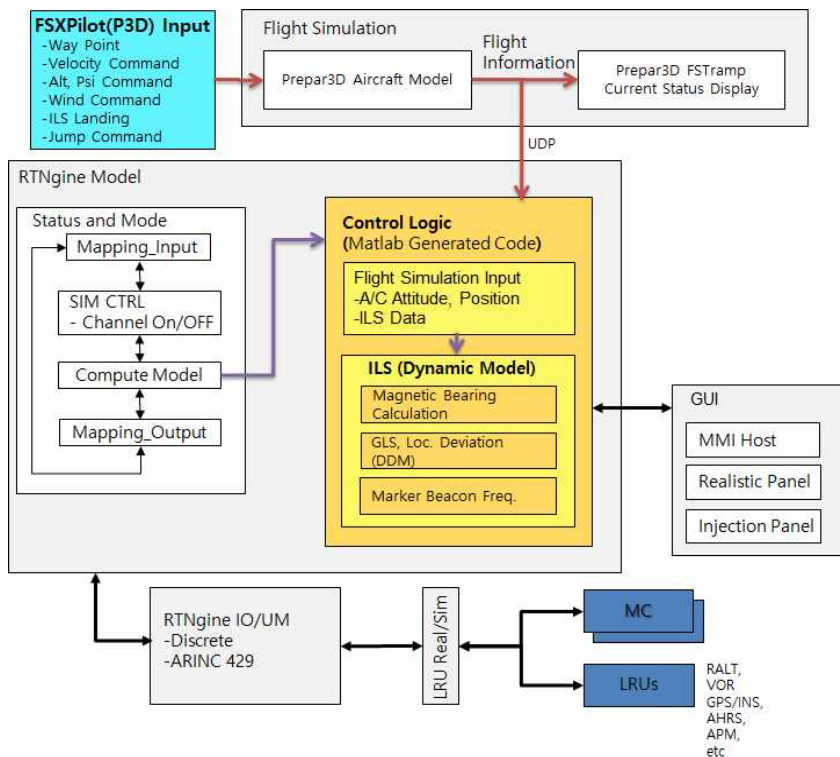 FSXPilot(P3D) Input
-Way Point
-Velocity Command
-Alt, Psi Command
-Wind Command
-ILS Landing
-Jump Command
Flight Simulation
Prepar3D Aircraft Model
Flight
Information
Prepar3D FSTramp
Current Status Display
UDP
RTNgine Model
Status and Mode
Mapping_Input
SIM CTRL
- Channel On/OFF
Compute Model
Mapping_Output
Control Logic
(Matlab Generated Code)
Flight Simulation Input
-A/C Attitude, Position
-ILS Data
ILS (Dynamic Model)
Magnetic Bearing
Calculation
GLS, Loc. Deviation
(DDM)
Marker Beacon Freq.
GUI
MMI Host
Realistic Panel
Injection Panel
RTNgine IO/UM
-Discrete
-ARINC 429
LRU Real/Sim
MC
LRUs
RALT,
VOR
GPS/INS,
AHRS,
APM,
etc